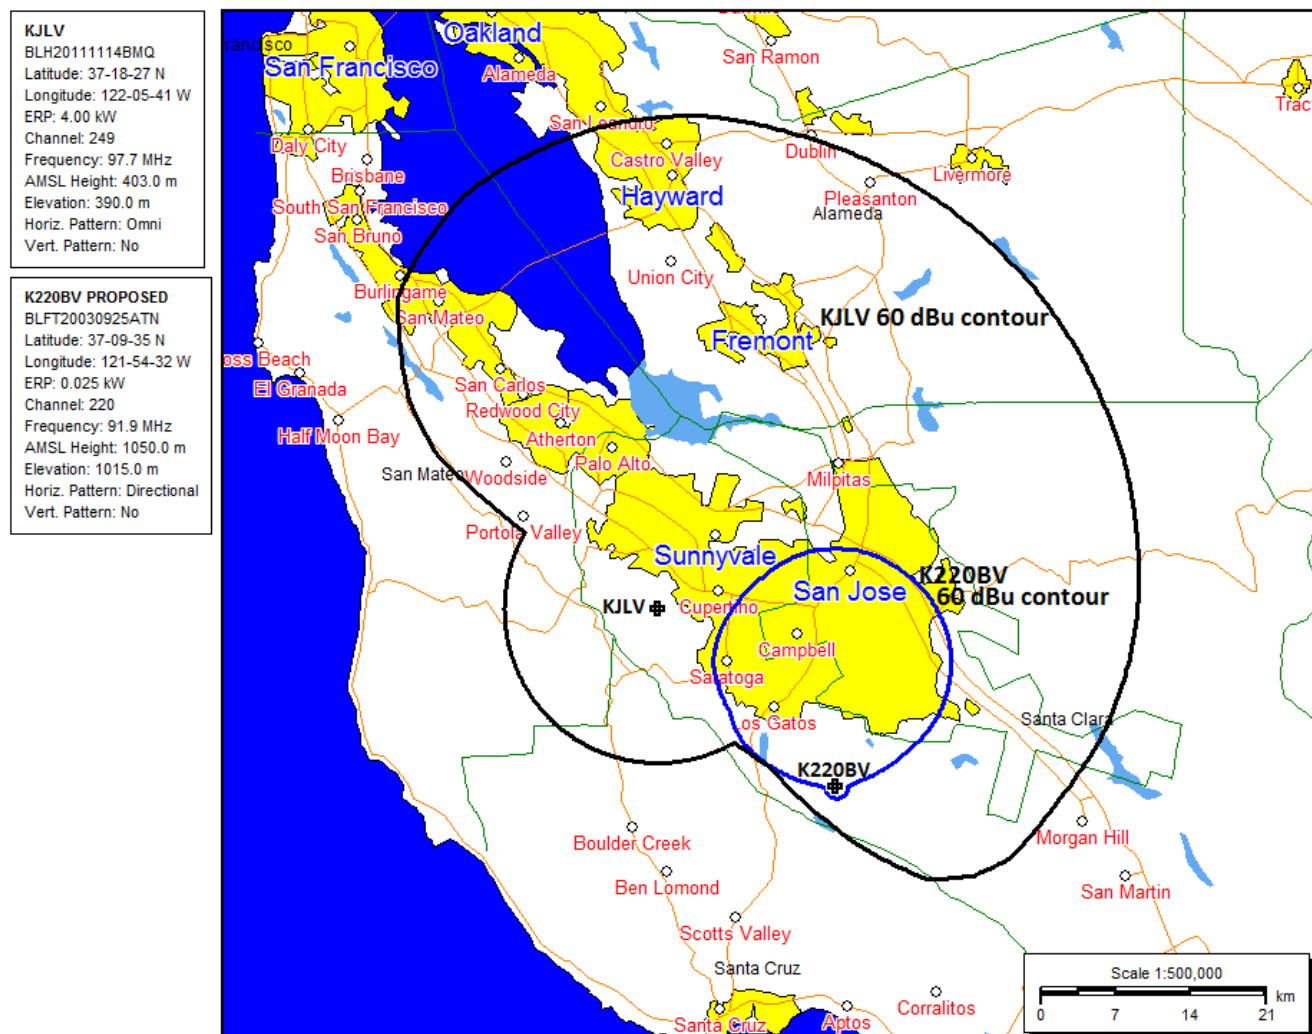 KJLV
BLH20111114BMQ
Latitude: 37-18-27 N
Longitude: 122-05-41 W
ERP: 4.00 kW
Channel: 249
Frequency: 97.7 MHz
AMSL Height: 403.0 m
Elevation: 390.0 m
Horiz. Pattern: Omni
Vert. Pattern: No
K220BV PROPOSED
BLFT20030925ATN
Latitude: 37-09-35 N
Longitude: 121-54-32 W
ERP: 0.025 kW
Channel: 220
Frequency: 91.9 MHz
AMSL Height: 1050.0 m
Elevation: 1015.0 m
Horiz. Pattern: Directional
Vert. Pattern: No
Oakland
rancisco
San Ramon
San Francisco
Alameda
Trac
San Leandro
Daly City
Castro Valley
Dublin
Brisbane
Livermore
Hayward
Pleasanton
South San Francisco
Alameda
San Bruno
Union City
Burlingame
San Mateo
KJLV 60 dBu contour
Fremont
oss Beach
El Granada
San Carlos
Redwood City
Half Moon Bay
Atherton
San Mateo
Woodside
Palo Alto
Milpitas
Portola Valley
Sunnyvale
K220BV
San Jose
60 dBu contour
KJLV
Cupertino
Campbell
Saratoga
os Gatos
Santa Clara
K220BV
Boulder Creek
Morgan Hill
Ben Lomond
San Martin
Scotts Valley
Santa Cruz
Scale 1:500,000
km
0 7 14 21
Corralitos
Santa Cruz
Aptos